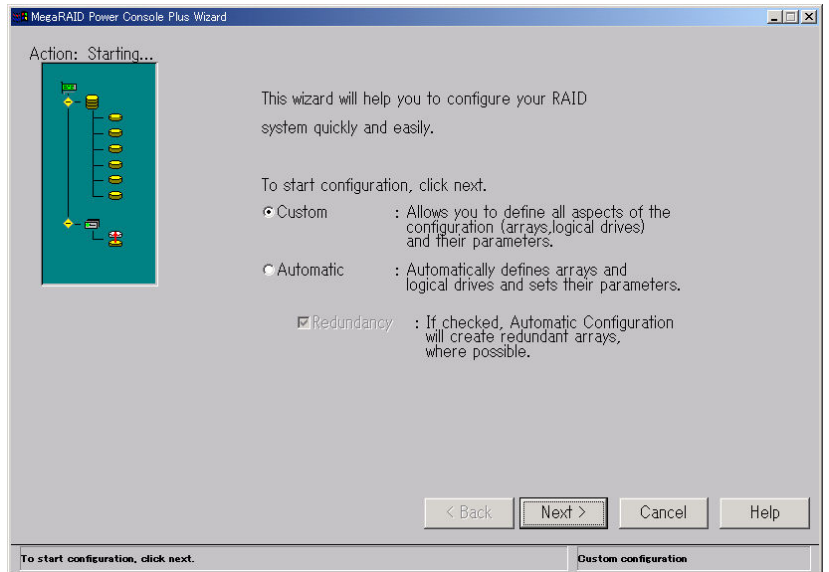 MegaRAID Power Console Plus Wizard
Action: Starting...
This wizard will help you to configure your RAID
system quickly and easily.
To start configuration, click next.
Custom : Allows you to define all aspects of the
configuration (arrays,logical drives)
and their parameters.
Automatic : Automatically defines arrays and
logical drives and sets their parameters.
Redundancy : If checked, Automatic Configuration
will create redundant arrays,
where possible.
< Back Next > Cancel Help
To start configuration, click next. Custom configuration